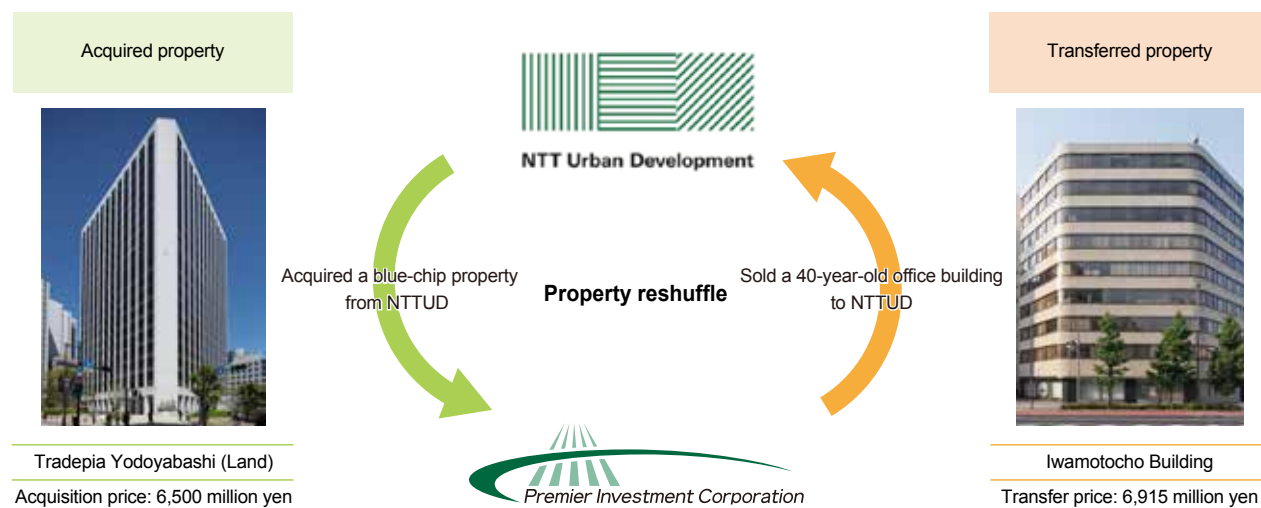 Acquired property
Transferred property
NTT Urban Development
Acquired a blue-chip property
from NTTUD
Property reshuffle
Sold a 40-year-old office building
to NTTUD
Tradepia Yodoyabashi (Land)
Acquisition price: 6,500 million yen
Premier Investment Corporation
Iwamotocho Building
Transfer price: 6,915 million yen